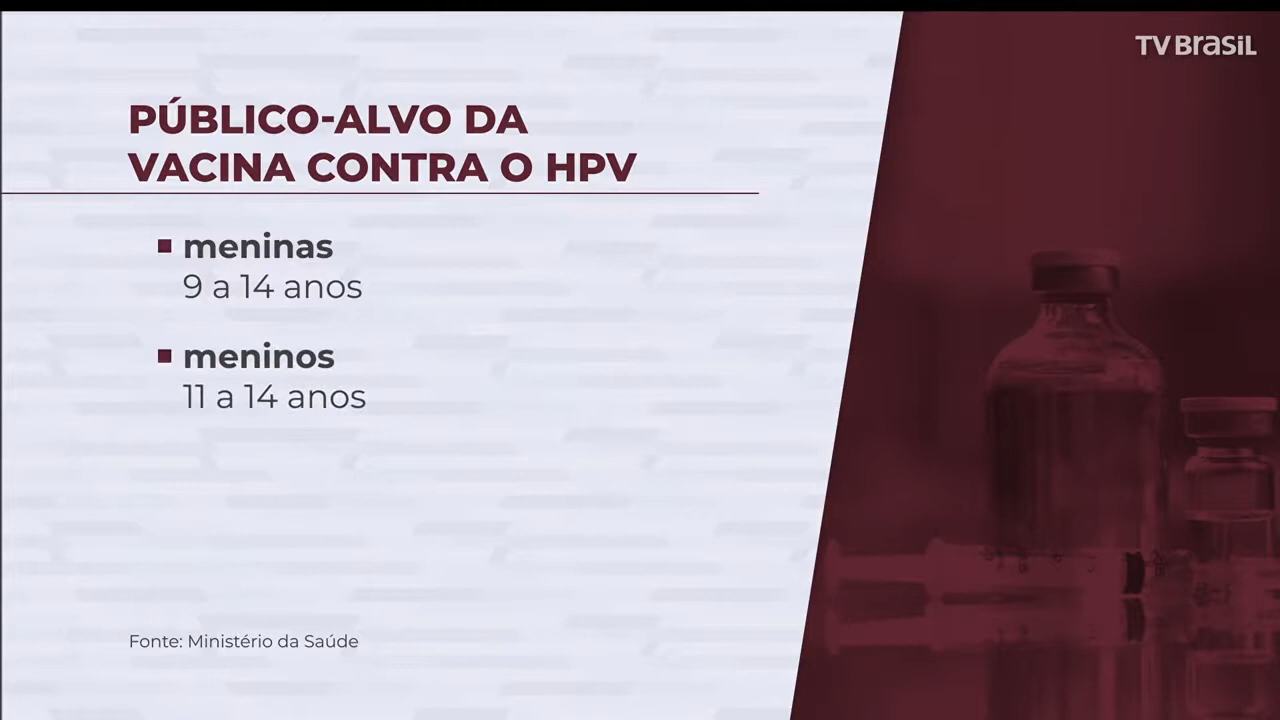 TV BRASIL
PÚBLICO-ALVO DA
VACINA CONTRA O HPV
meninas
9 a 14 anos
meninos
11 a 14 anos
Fonte: Ministério da Saúde